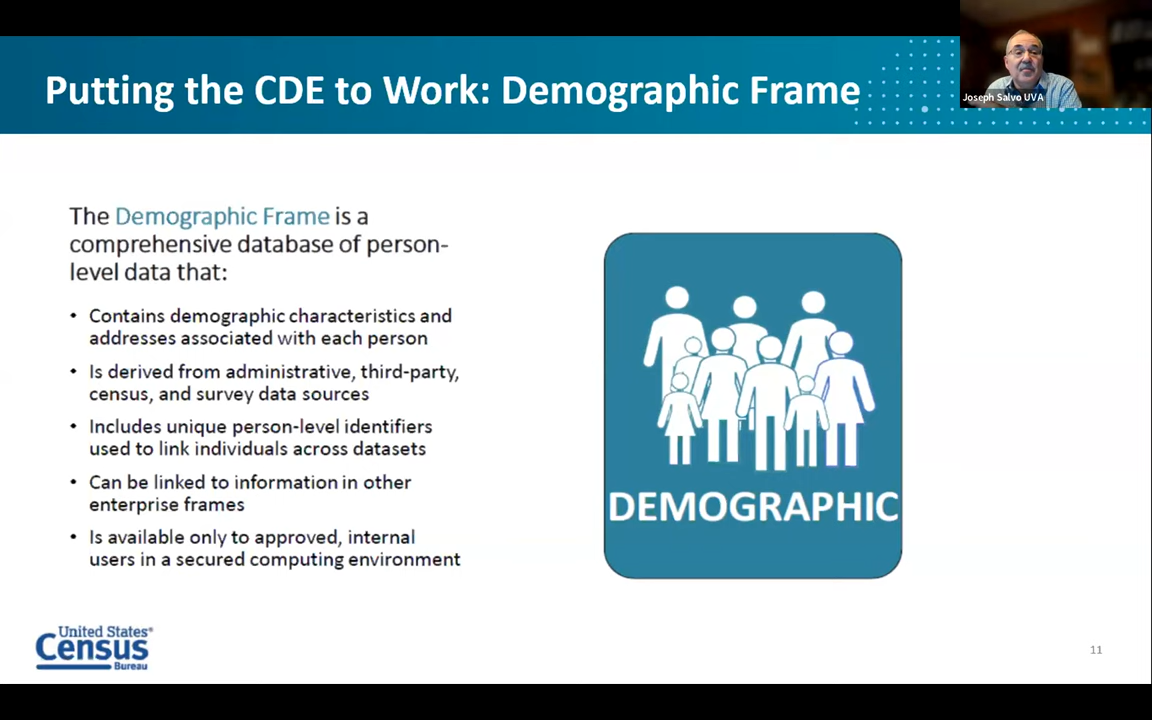 Putting the CDE to Work: Demographic Frame
Joseph Salvo UVA
The Demographic Frame is a
comprehensive database of person-
level data that:
• Contains demographic characteristics and
addresses associated with each person
• Is derived from administrative, third-party,
census, and survey data sources
• Includes unique person-level identifiers
used to link individuals across datasets
• Can be linked to information in other
enterprise frames
• Is available only to approved, internal
users in a secured computing environment
DEMOGRAPHIC
United States®
Census
Bureau
11